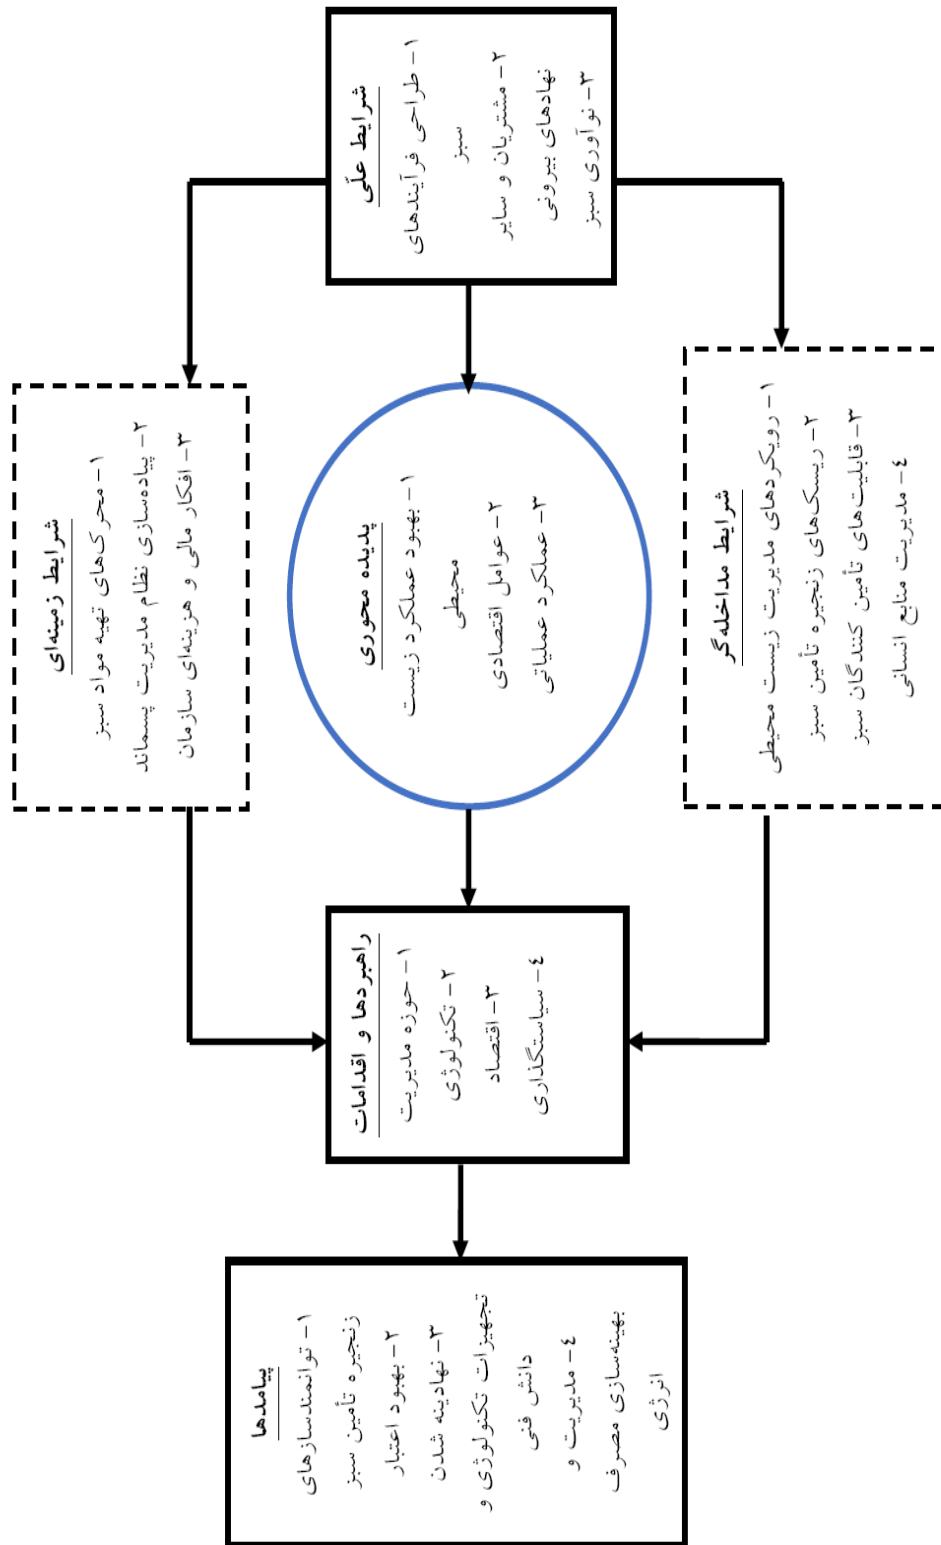 شرایط علّی
۱- طراحی فرآیندهای
سبز
۲- مشتریان و سایر
نهادهای بیرونی
۳- نوآوری سبز
شرایط زمینه‌ای
۱- محرک‌های تهیه مواد سبز
۲- پیاده‌سازی نظام مدیریت پسماند
۳- افکار مالی و هزینه‌ای سازمان
پدیده محوری
۱- بهبود عملکرد زیست
محیطی
۲- عوامل اقتصادی
۳- عملکرد عملیاتی
شرایط مداخله‌گر
۱- رویکردهای مدیریت زیست محیطی
۲- ریسک‌های زنجیره تأمین سبز
۳- قابلیت‌های تأمین کنندگان سبز
٤- مدیریت منابع انسانی
راهبردها و اقدامات
۱- حوزه مدیریت
۲- تکنولوژی
۳- اقتصاد
٤- سیاستگذاری
پیامدها
۱- توانمندسازهای
زنجیره تأمین سبز
۲- بهبود اعتبار
۳- نهادینه شدن
تجهیزات تکنولوژی و
دانش فنی
٤- مدیریت و
بهینه‌سازی مصرف
انرژی